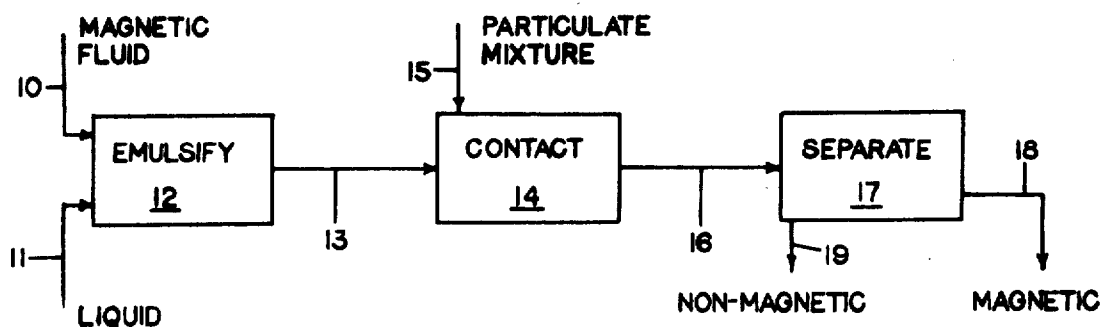 MAGNETIC
FLUID
10
PARTICULATE
MIXTURE
15
EMULSIFY
12
CONTACT
14
SEPARATE
17
18
11
13
16
19
LIQUID
NON-MAGNETIC
MAGNETIC